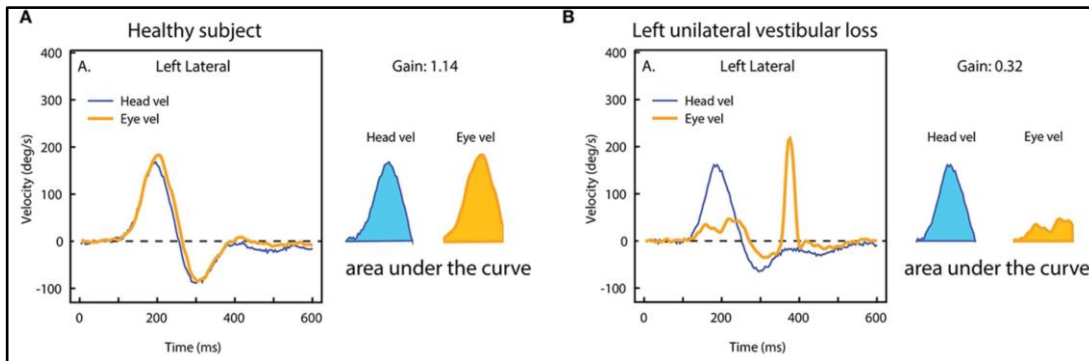 A
Healthy subject
A.
Left Lateral
Gain: 1.14
Head vel
Eye vel
Head vel
Eye vel
Velocity (deg/s)
400
300
200
100
0
-100
0
200
400
600
Time (ms)
area under the curve
B
Left unilateral vestibular loss
A.
Left Lateral
Gain: 0.32
Head vel
Eye vel
Head vel
Eye vel
Velocity (deg/s)
400
300
200
100
0
-100
0
200
400
600
Time (ms)
area under the curve